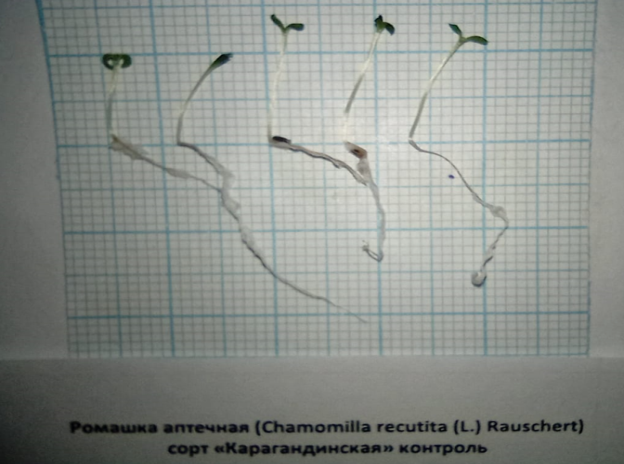 Ромашка аптечная (Chamomilla recutita (L.) Rauschert)
сорт «Карагандинская» контроль